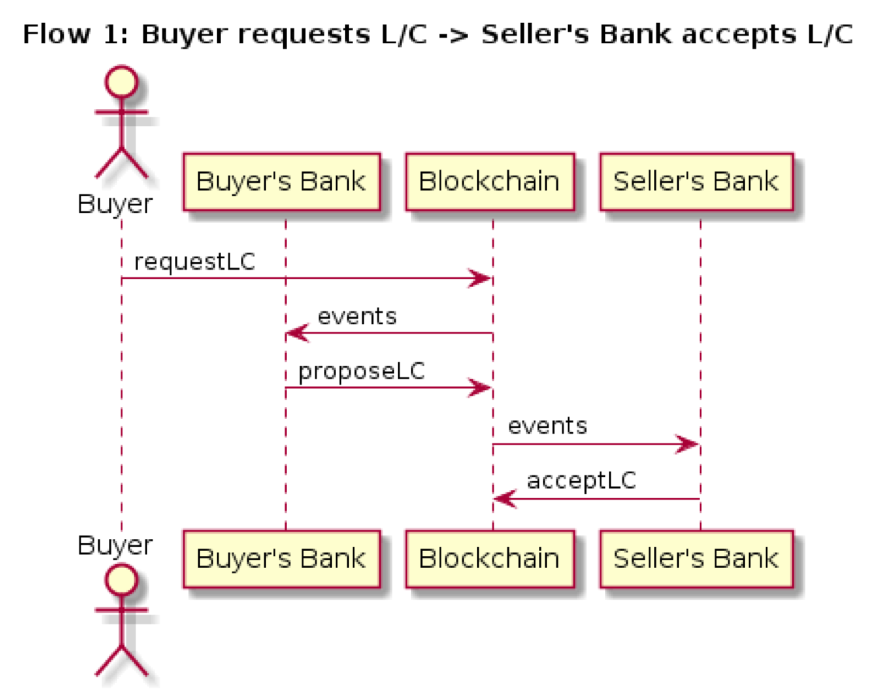 Flow 1: Buyer requests L/C -> Seller's Bank accepts L/C
Buyer
Buyer's Bank
Blockchain
Seller's Bank
requestLC
events
proposeLC
events
acceptLC
Buyer
Buyer's Bank
Blockchain
Seller's Bank